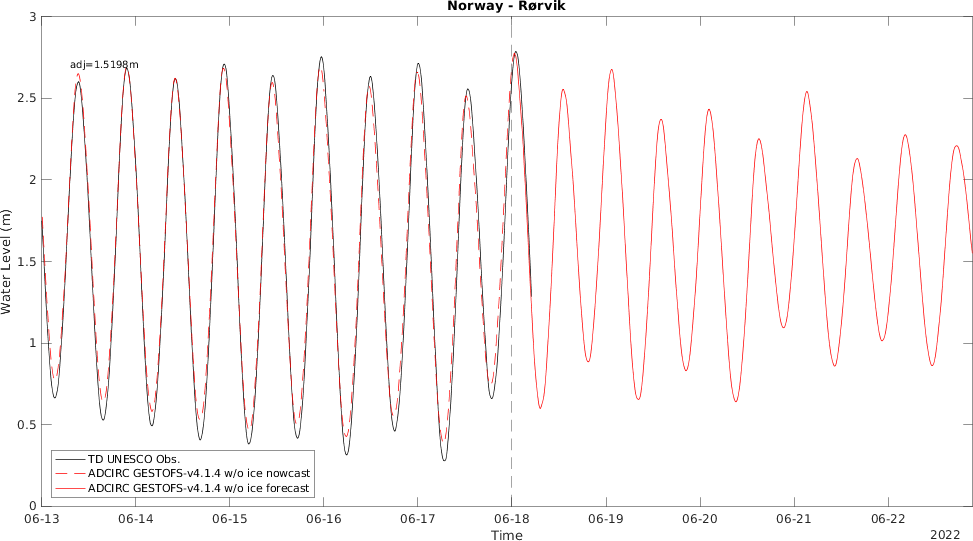 Norway - Rørvik
adj=1.5198m
3
2.5
2
1.5
1
0.5
0
Water Level (m)
TD UNESCO Obs.
ADCIRC GESTOFS-v4.1.4 w/o ice nowcast
ADCIRC GESTOFS-v4.1.4 w/o ice forecast
06-13 06-14 06-15 06-16 06-17 06-18 06-19 06-20 06-21 06-22
Time
2022